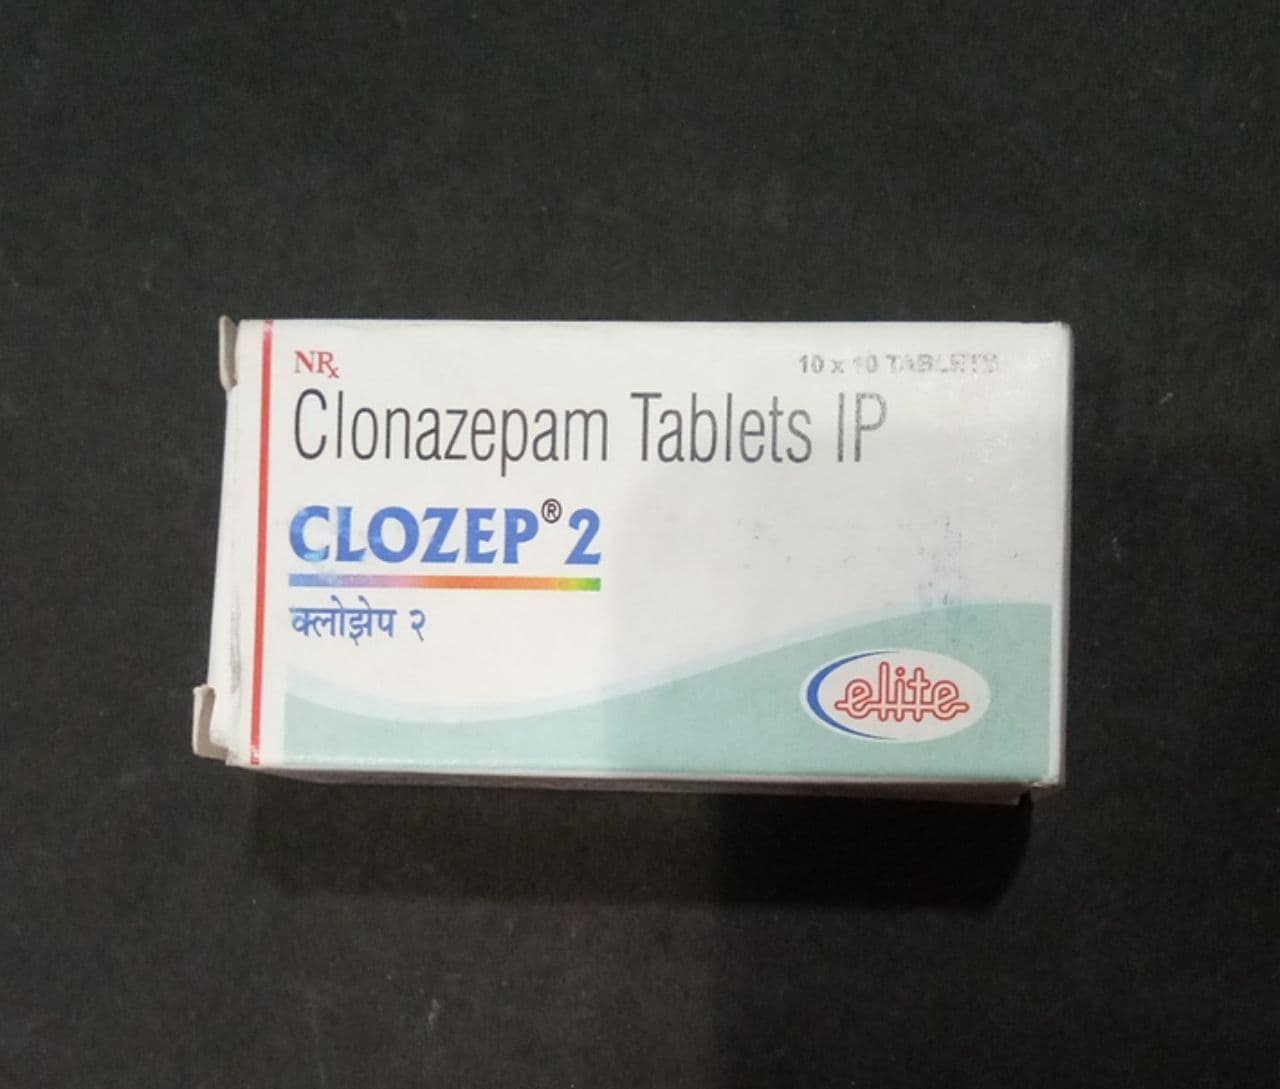 NRx
10 x 10 TABLETS
Clonazepam Tablets IP
CLOZEP® 2
क्लोझेप २
elite